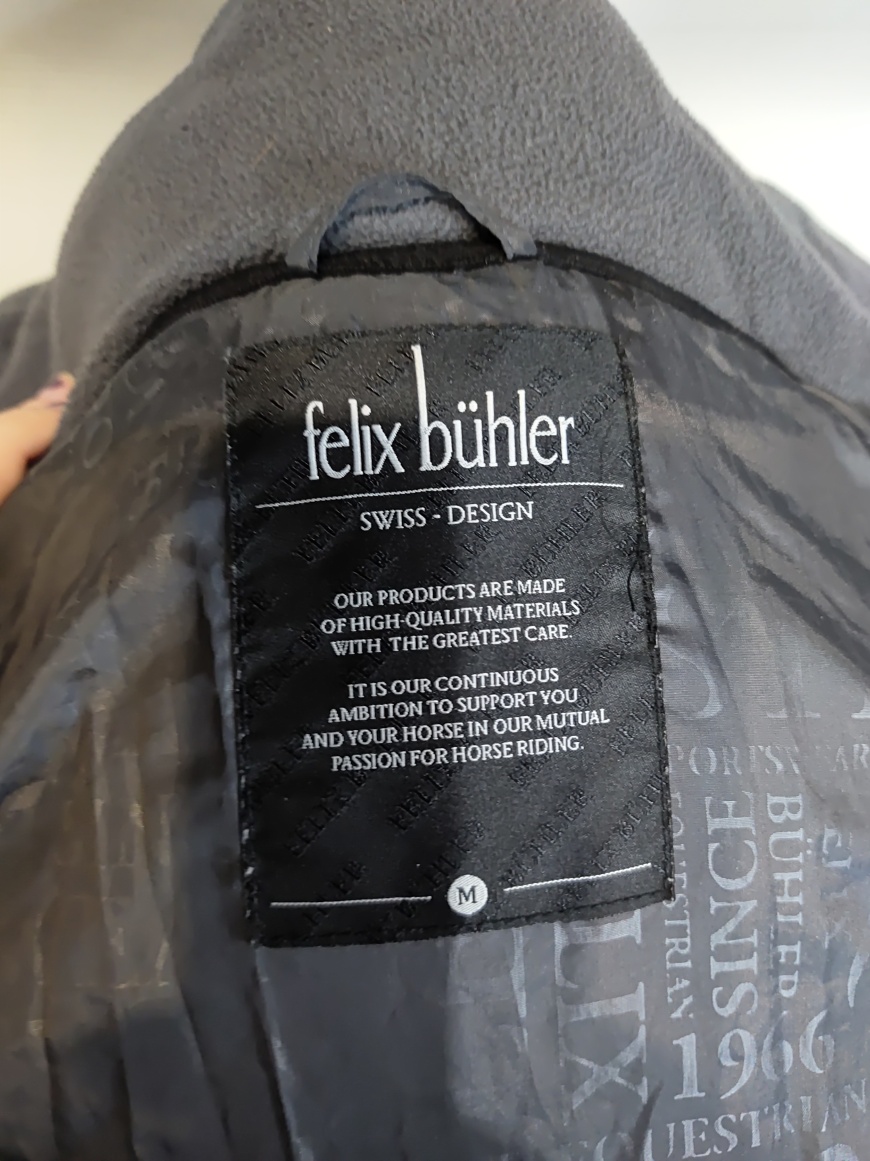 felix bühler
SWISS - DESIGN
OUR PRODUCTS ARE MADE
OF HIGH-QUALITY MATERIALS
WITH THE GREATEST CARE.
IT IS OUR CONTINUOUS
AMBITION TO SUPPORT YOU
AND YOUR HORSE IN OUR MUTUAL
PASSION FOR HORSE RIDING.
M
SINCE
BÜHLER
1966